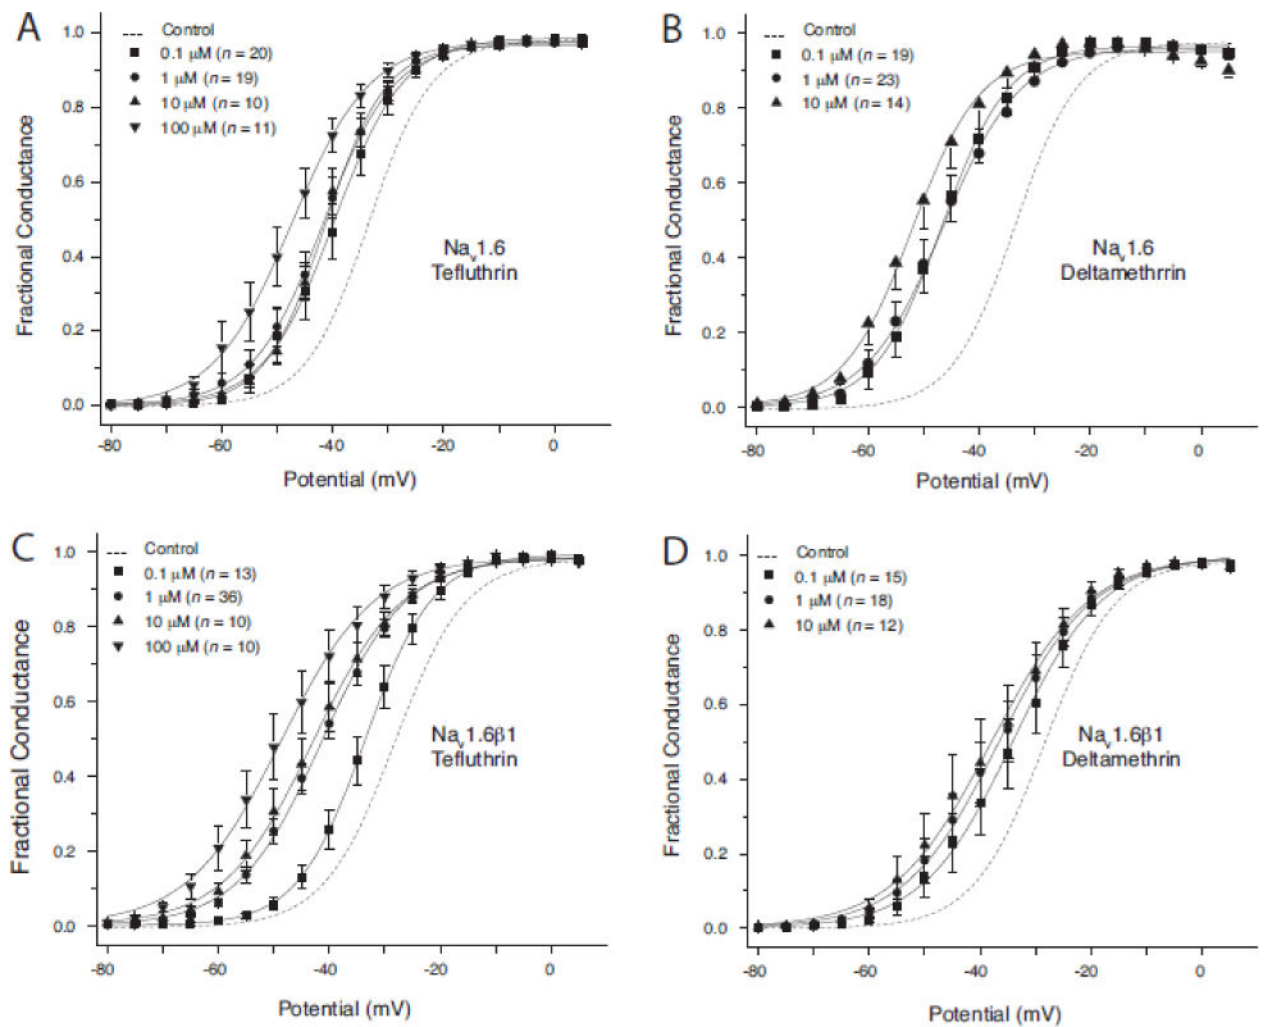 A
Control
0.1 μM (n = 20)
1 μM (n = 19)
10 μM (n = 10)
100 μM (n = 11)
1.0
0.8
0.6
0.4
0.2
0.0
Fractional Conductance
Nav1.6
Tefluthrin
-80
-60
-40
-20
0
Potential (mV)
B
Control
0.1 μM (n = 19)
1 μM (n = 23)
10 μM (n = 14)
1.0
0.8
0.6
0.4
0.2
0.0
Fractional Conductance
Nav1.6
Deltamethrrin
-80
-60
-40
-20
0
Potential (mV)
C
Control
0.1 μM (n = 13)
1 μM (n = 36)
10 μM (n = 10)
100 μM (n = 10)
1.0
0.8
0.6
0.4
0.2
0.0
Fractional Conductance
Nav1.6β1
Tefluthrin
-80
-60
-40
-20
0
Potential (mV)
D
Control
0.1 μM (n = 15)
1 μM (n = 18)
10 μM (n = 12)
1.0
0.8
0.6
0.4
0.2
0.0
Fractional Conductance
Nav1.6β1
Deltamethrin
-80
-60
-40
-20
0
Potential (mV)